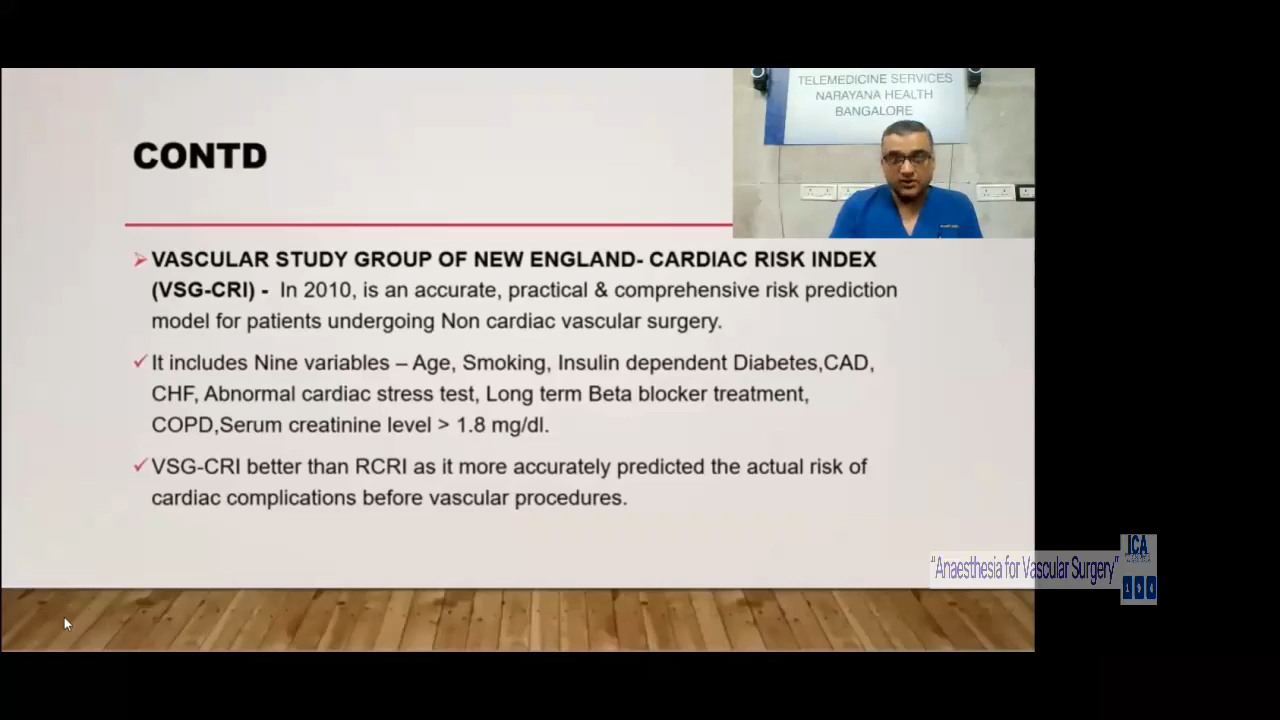 TELEMEDICINE SERVICES
NARAYANA HEALTH
BANGALORE
CONTD
VASCULAR STUDY GROUP OF NEW ENGLAND- CARDIAC RISK INDEX
(VSG-CRI) - In 2010, is an accurate, practical & comprehensive risk prediction
model for patients undergoing Non cardiac vascular surgery.
It includes Nine variables – Age, Smoking, Insulin dependent Diabetes,CAD,
CHF, Abnormal cardiac stress test, Long term Beta blocker treatment,
COPD,Serum creatinine level > 1.8 mg/dl.
VSG-CRI better than RCRI as it more accurately predicted the actual risk of
cardiac complications before vascular procedures.
"Anaesthesia for Vascular Surgery"
ICA